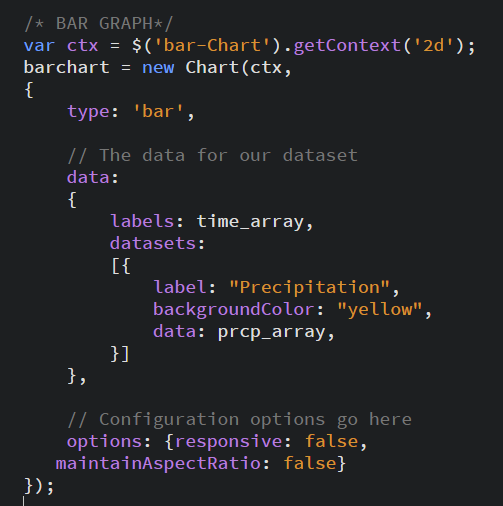 /* BAR GRAPH*/
var ctx = $('bar-Chart').getContext('2d');
barchart = new Chart(ctx,
{
    type: 'bar',

    // The data for our dataset
    data:
    {
        labels: time_array,
        datasets:
        [{
            label: "Precipitation",
            backgroundColor: "yellow",
            data: prcp_array,
        }]
    },

    // Configuration options go here
    options: {responsive: false,
   maintainAspectRatio: false}
});